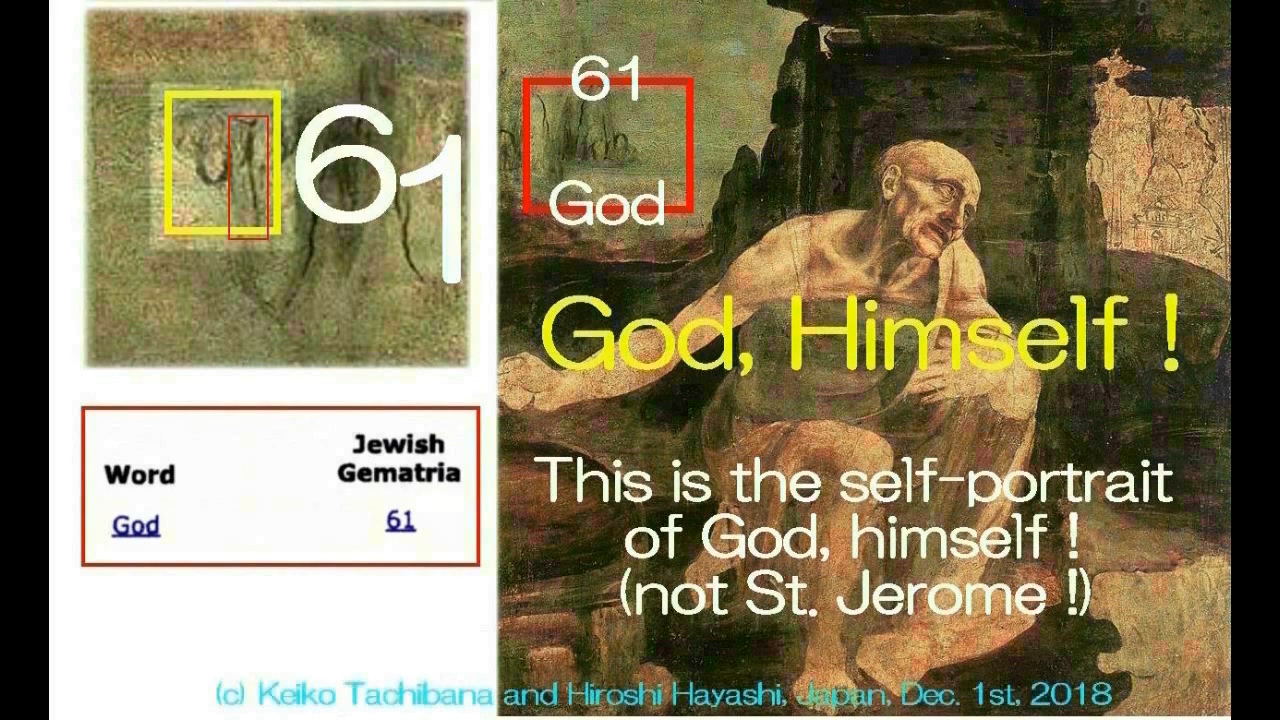 61
61
God
God, Himself !
This is the self-portrait
of God, himself !
(not St. Jerome !)
Word
Jewish
Gematria
God
61
(c) Keiko Tachibana and Hiroshi Hayashi, Japan, Dec. 1st, 2018